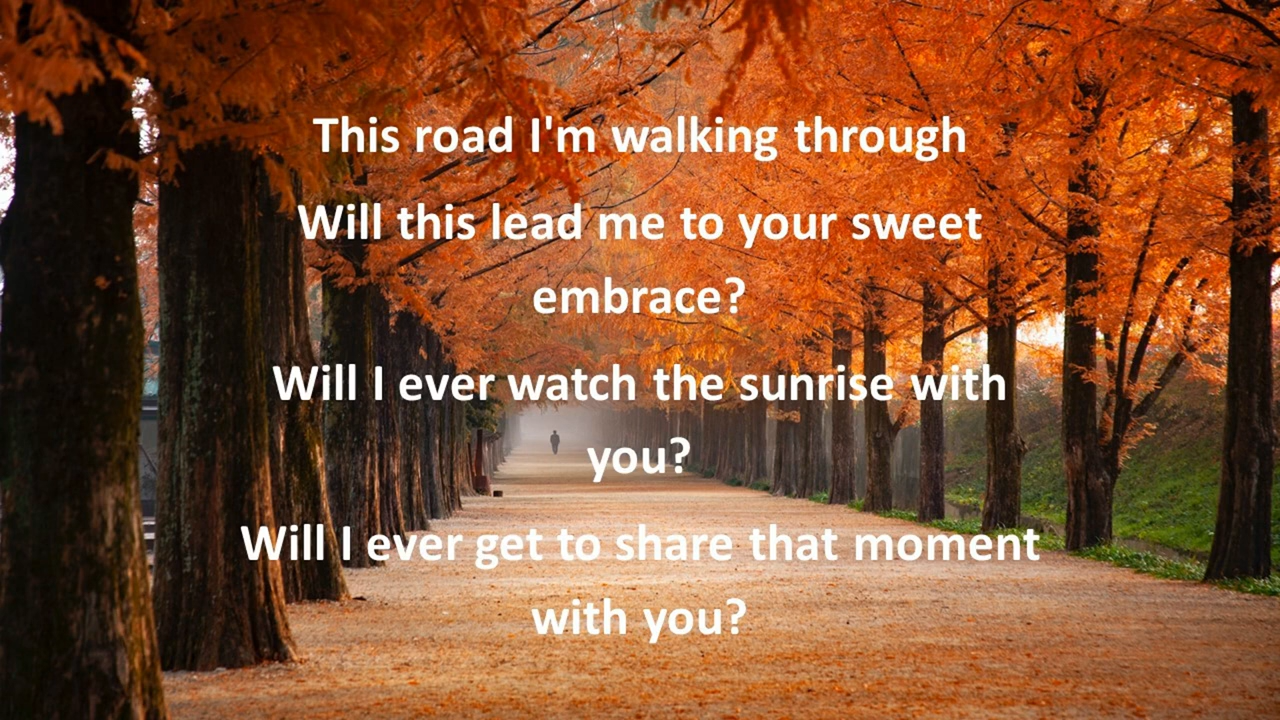 This road I'm walking through
Will this lead me to your sweet
embrace?
Will I ever watch the sunrise with
you?
Will I ever get to share that moment
with you?